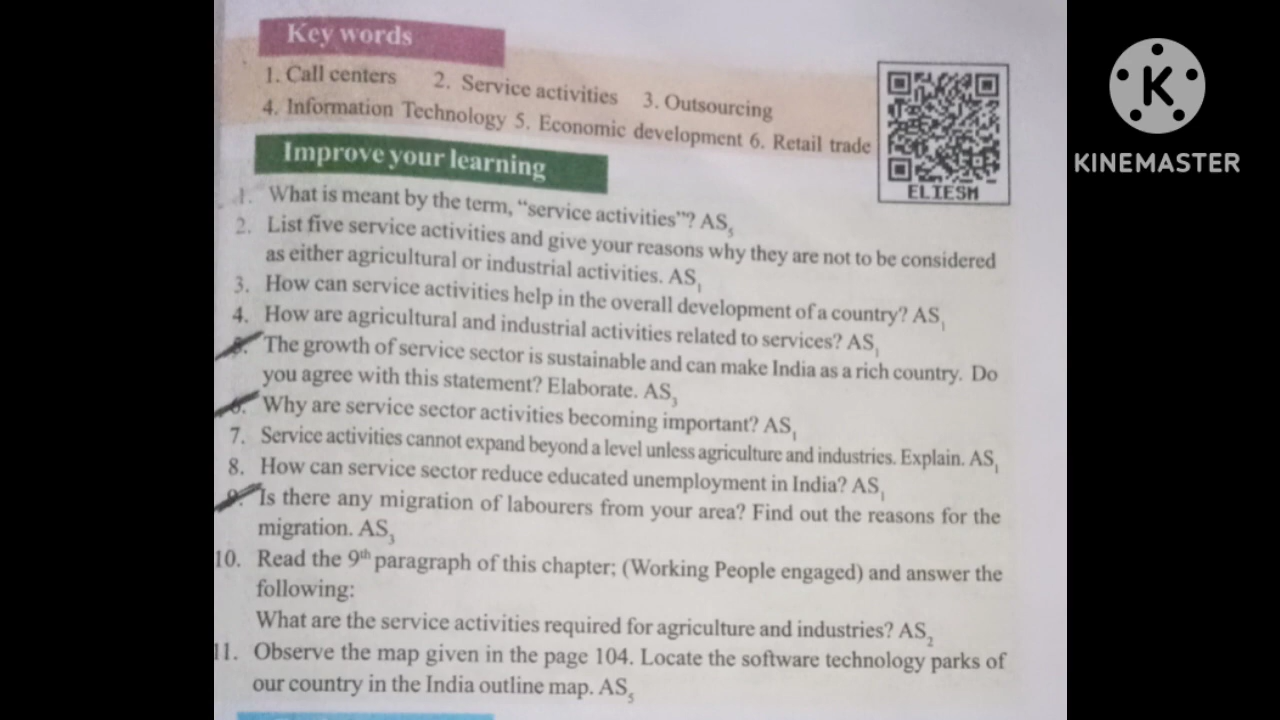 Key words
1. Call centers 2. Service activities 3. Outsourcing
4. Information Technology 5. Economic development 6. Retail trade
ELIESM
KINEMASTER
Improve your learning
1. What is meant by the term, “service activities”? AS5
2. List five service activities and give your reasons why they are not to be considered
as either agricultural or industrial activities. AS1
3. How can service activities help in the overall development of a country? AS1
4. How are agricultural and industrial activities related to services? AS1
5. The growth of service sector is sustainable and can make India as a rich country. Do
you agree with this statement? Elaborate. AS3
6. Why are service sector activities becoming important? AS1
7. Service activities cannot expand beyond a level unless agriculture and industries. Explain. AS1
8. How can service sector reduce educated unemployment in India? AS1
9. Is there any migration of labourers from your area? Find out the reasons for the
migration. AS3
10. Read the 9th paragraph of this chapter; (Working People engaged) and answer the
following:
What are the service activities required for agriculture and industries? AS2
11. Observe the map given in the page 104. Locate the software technology parks of
our country in the India outline map. AS5